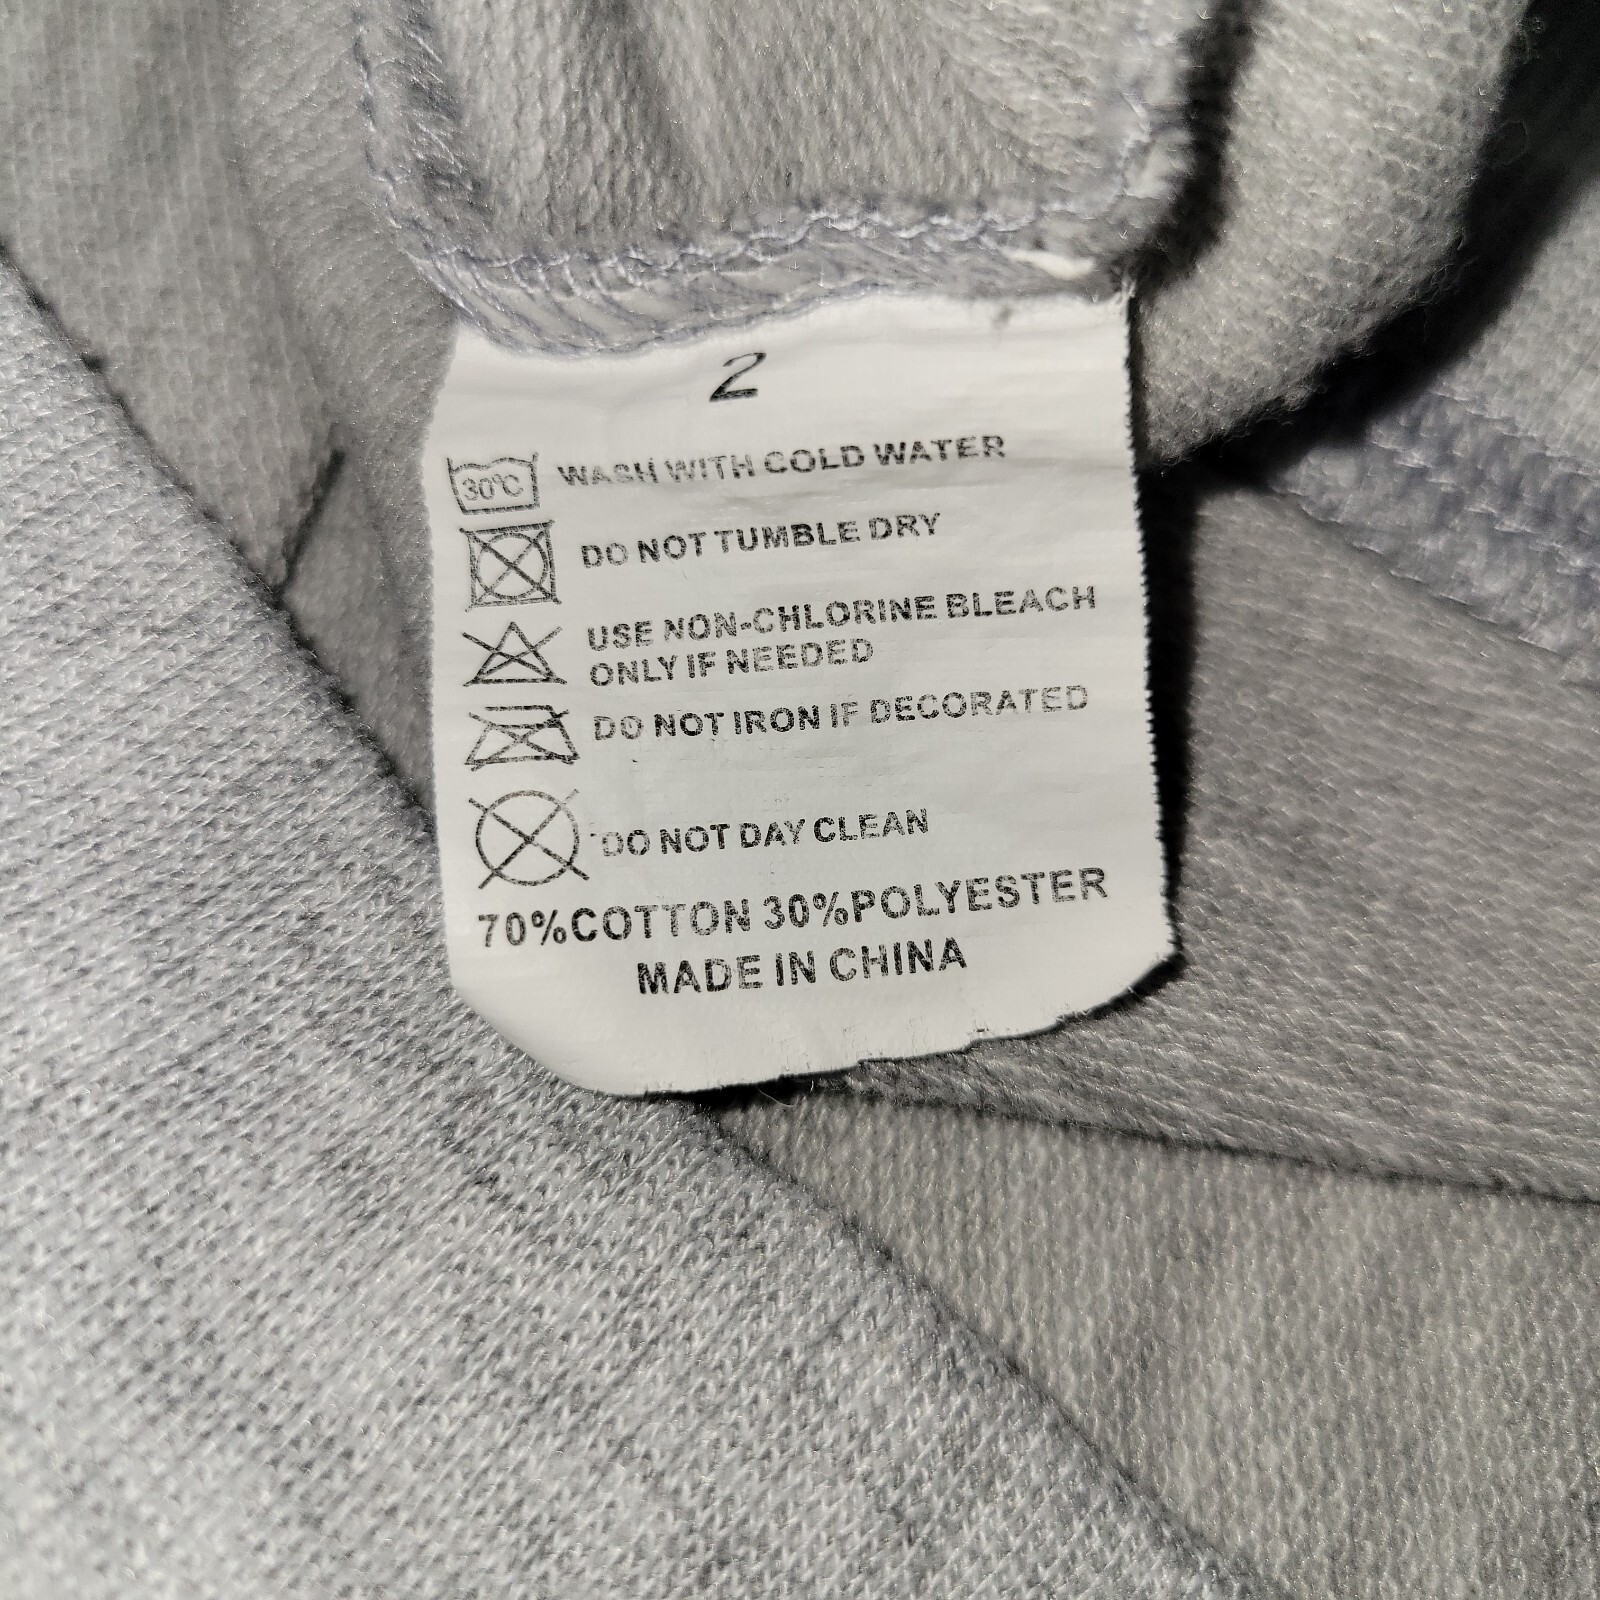 2
30°C WASH WITH COLD WATER
DO NOT TUMBLE DRY
USE NON-CHLORINE BLEACH
ONLY IF NEEDED
DO NOT IRON IF DECORATED
DO NOT DAY CLEAN
70%COTTON 30%POLYESTER
MADE IN CHINA